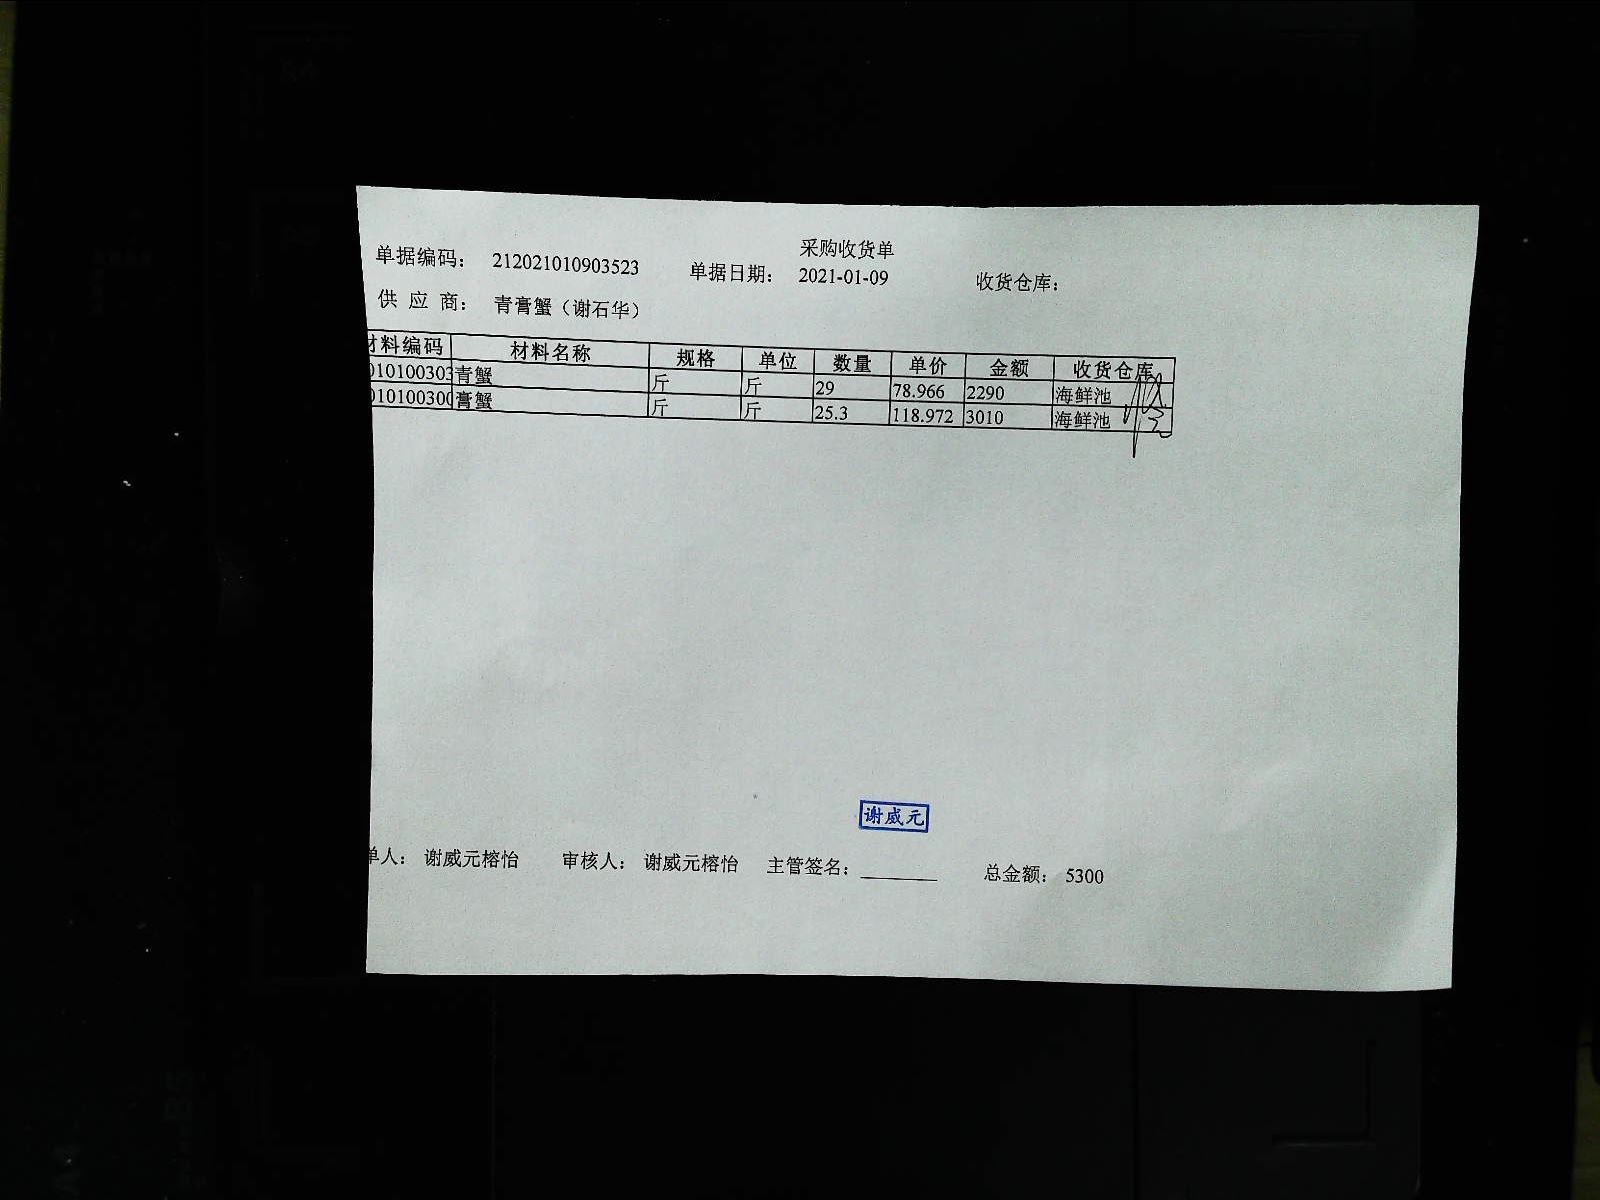 采购收货单
单据编码： 212021010903523 单据日期： 2021-01-09 收货仓库：
供 应 商： 青膏蟹（谢石华）
材料编码 材料名称 规格 单位 数量 单价 金额 收货仓库
010100303 青蟹 斤 斤 29 78.966 2290 海鲜池
010100300 膏蟹 斤 斤 25.3 118.972 3010 海鲜池
谢威元
单人： 谢威元榕怡 审核人： 谢威元榕怡 主管签名： 总金额： 5300